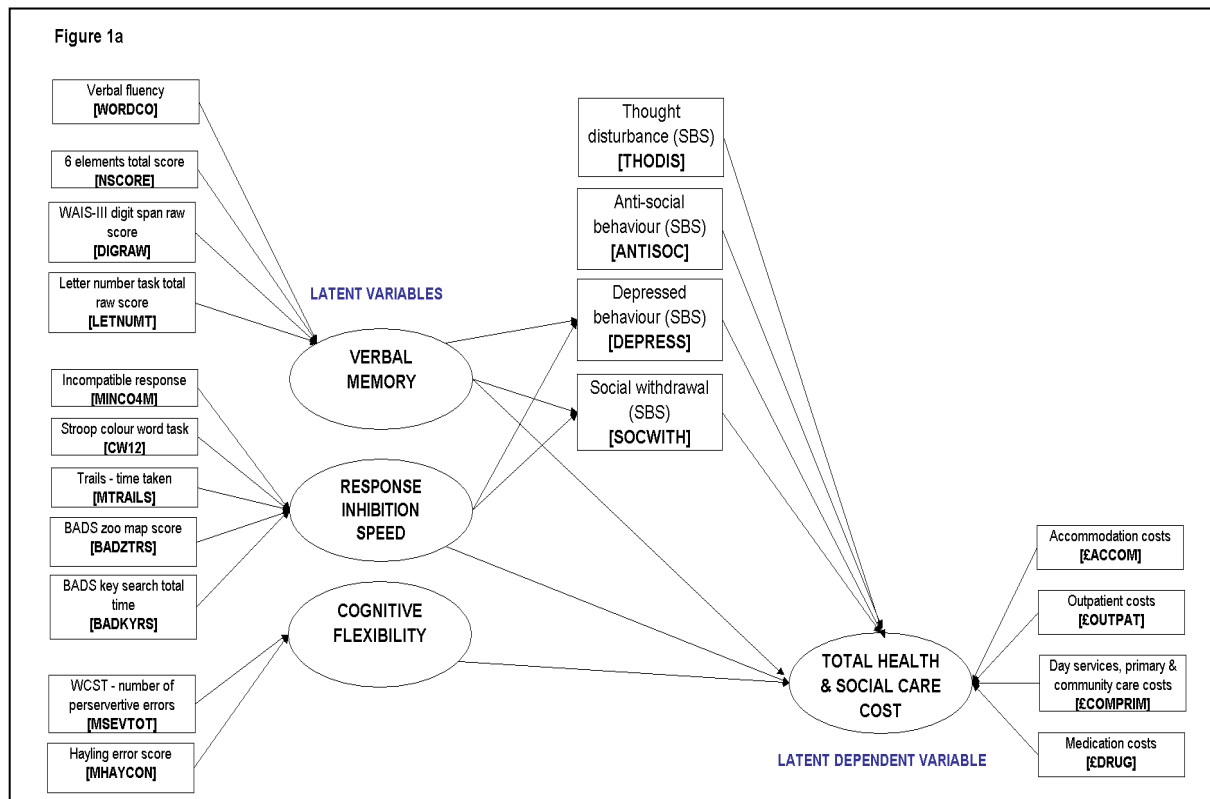 Figure 1a
Verbal fluency
[WORDCO]
6 elements total score
[NSCORE]
WAIS-III digit span raw
score
[DIGRAW]
Letter number task total
raw score
[LETNUMT]
Incompatible response
[MINCO4M]
Stroop colour word task
[CW12]
Trails - time taken
[MTRAILS]
BADS zoo map score
[BADZTRS]
BADS key search total
time
[BADKYRS]
WCST - number of
perservertive errors
[MSEVTOT]
Hayling error score
[MHAYCON]
LATENT VARIABLES
VERBAL
MEMORY
RESPONSE
INHIBITION
SPEED
COGNITIVE
FLEXIBILITY
Thought
disturbance (SBS)
[THODIS]
Anti-social
behaviour (SBS)
[ANTISOC]
Depressed
behaviour (SBS)
[DEPRESS]
Social withdrawal
(SBS)
[SOCWITH]
TOTAL HEALTH
& SOCIAL CARE
COST
LATENT DEPENDENT VARIABLE
Accommodation costs
[£ACCOM]
Outpatient costs
[£OUTPAT]
Day services, primary &
community care costs
[£COMPRIM]
Medication costs
[£DRUG]